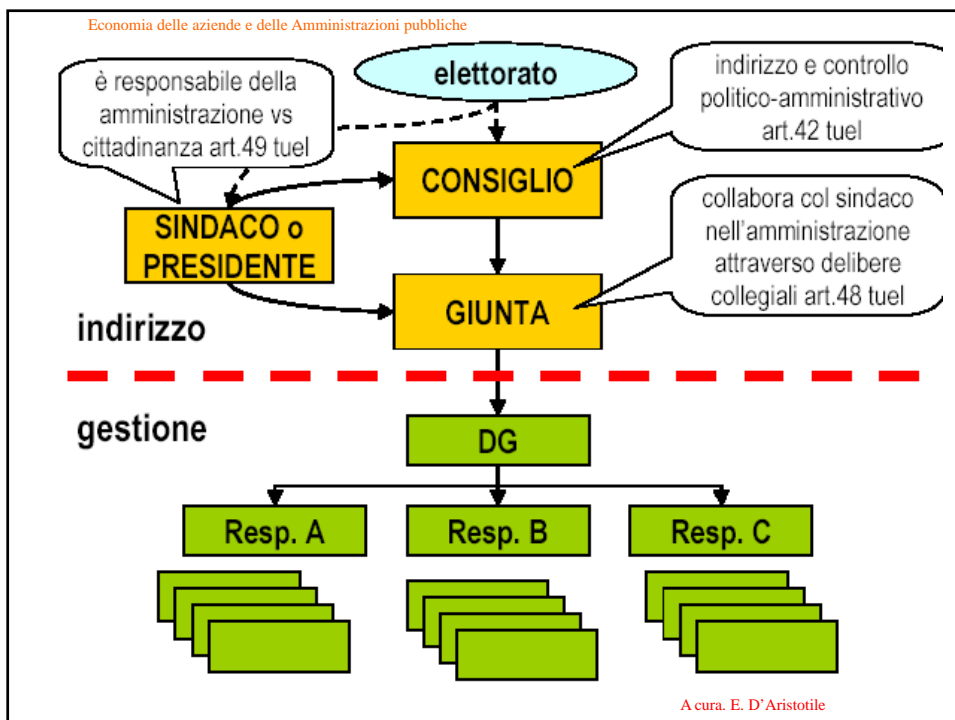 Economia delle aziende e delle Amministrazioni pubbliche
elettorato
è responsabile della
amministrazione vs
cittadinanza art.49 tuel
indirizzo e controllo
politico-amministrativo
art.42 tuel
CONSIGLIO
SINDACO o
PRESIDENTE
collabora col sindaco
nell'amministrazione
attraverso delibere
collegiali art.48 tuel
GIUNTA
indirizzo
gestione
DG
Resp. A
Resp. B
Resp. C
A cura. E. D'Aristotile